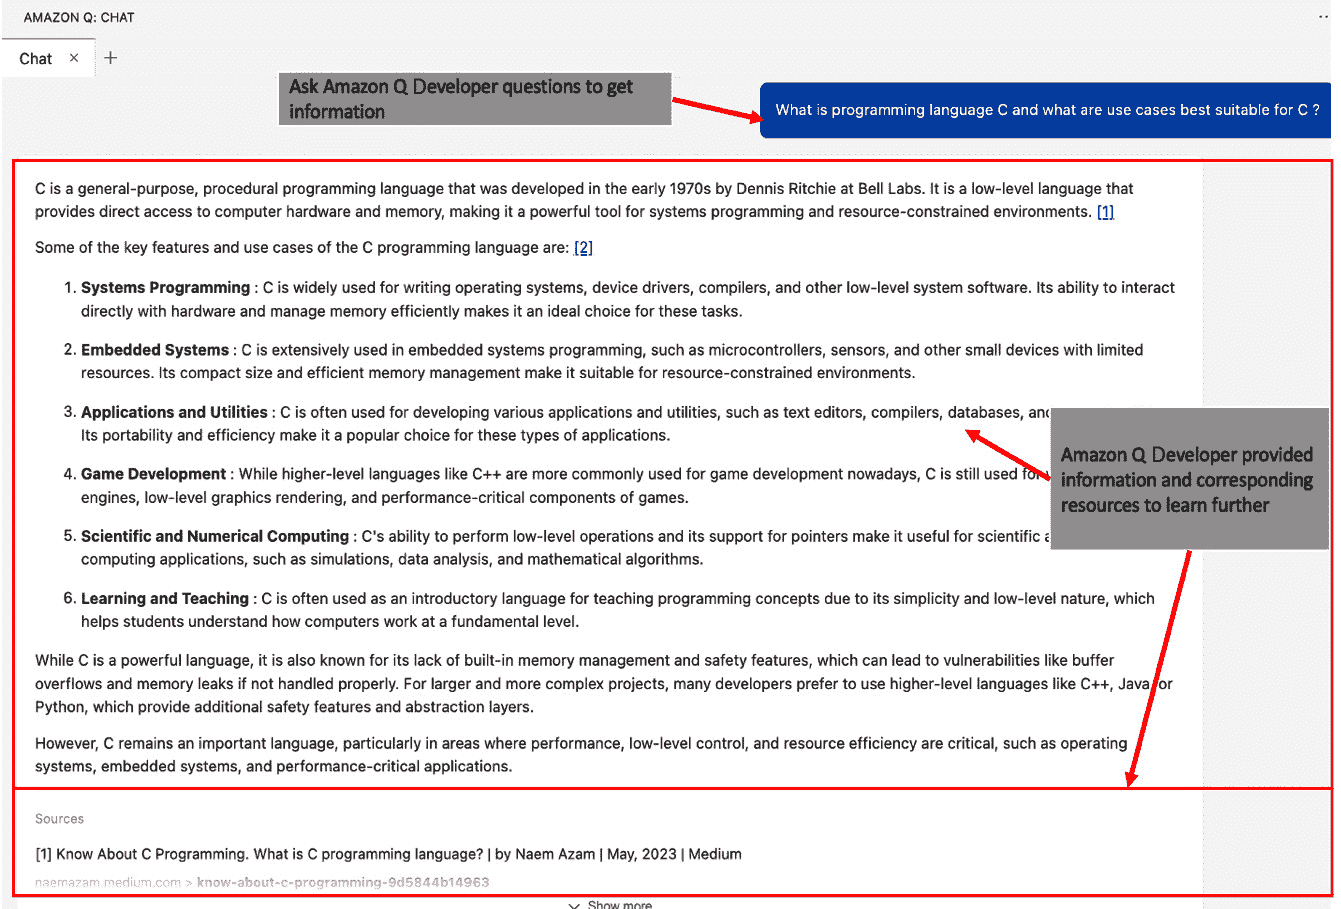 AMAZON Q: CHAT
Chat × +
Ask Amazon Q Developer questions to get
information
What is programming language C and what are use cases best suitable for C ?
C is a general-purpose, procedural programming language that was developed in the early 1970s by Dennis Ritchie at Bell Labs. It is a low-level language that
provides direct access to computer hardware and memory, making it a powerful tool for systems programming and resource-constrained environments. [1]
Some of the key features and use cases of the C programming language are: [2]
1. Systems Programming : C is widely used for writing operating systems, device drivers, compilers, and other low-level system software. Its ability to interact
directly with hardware and manage memory efficiently makes it an ideal choice for these tasks.
2. Embedded Systems : C is extensively used in embedded systems programming, such as microcontrollers, sensors, and other small devices with limited
resources. Its compact size and efficient memory management make it suitable for resource-constrained environments.
3. Applications and Utilities : C is often used for developing various applications and utilities, such as text editors, compilers, databases,
Its portability and efficiency make it a popular choice for these types of applications.
4. Game Development : While higher-level languages like C++ are more commonly used for game development nowadays, C is still used
engines, low-level graphics rendering, and performance-critical components of games.
5. Scientific and Numerical Computing : C's ability to perform low-level operations and its support for pointers make it useful for scientific
computing applications, such as simulations, data analysis, and mathematical algorithms.
6. Learning and Teaching : C is often used as an introductory language for teaching programming concepts due to its simplicity and low-level nature, which
helps students understand how computers work at a fundamental level.
Amazon Q Developer provided
information and corresponding
resources to learn further
While C is a powerful language, it is also known for its lack of built-in memory management and safety features, which can lead to vulnerabilities like buffer
overflows and memory leaks if not handled properly. For larger and more complex projects, many developers prefer to use higher-level languages like C++, Java, or
Python, which provide additional safety features and abstraction layers.
However, C remains an important language, particularly in areas where performance, low-level control, and resource efficiency are critical, such as operating
systems, embedded systems, and performance-critical applications.
Sources
[1] Know About C Programming. What is C programming language? | by Naem Azam | May, 2023 | Medium
naemazam.medium.com > know-about-c-programming-9d5844b14963
Show more